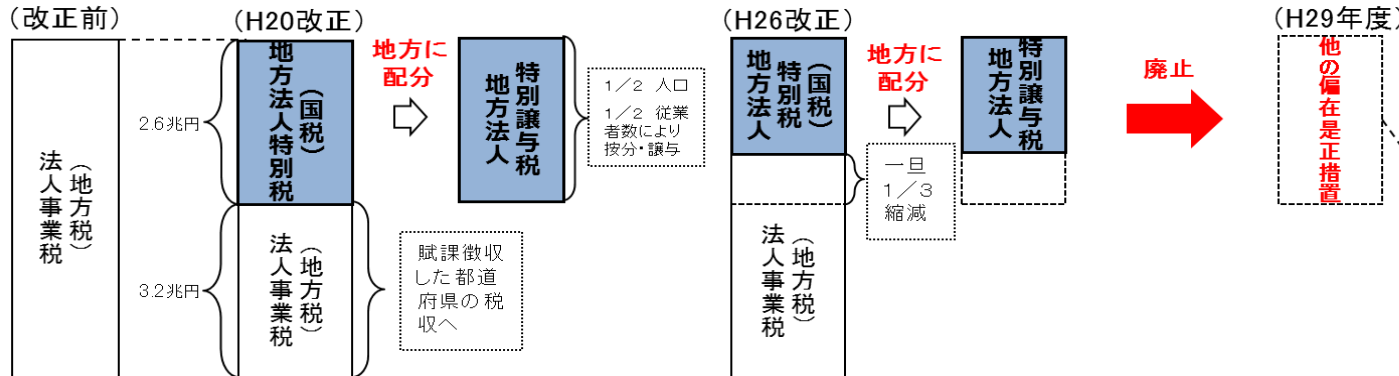 （改正前）
（地方税）
法人事業税
（H20改正）
2.6兆円
3.2兆円
（国税）
地方法人特別税
（地方税）
法人事業税
賦課徴収
した都道
府県の税
収へ
地方に
配分
特別譲与税
地方法人
1／2 人口
1／2 従業
者数により
按分・譲与
（H26改正）
（国税）
特別税
地方法人
（地方税）
法人事業税
一旦
1／3
縮減
地方に
配分
特別譲与税
地方法人
廃止
（H29年度）
他の偏在是正措置